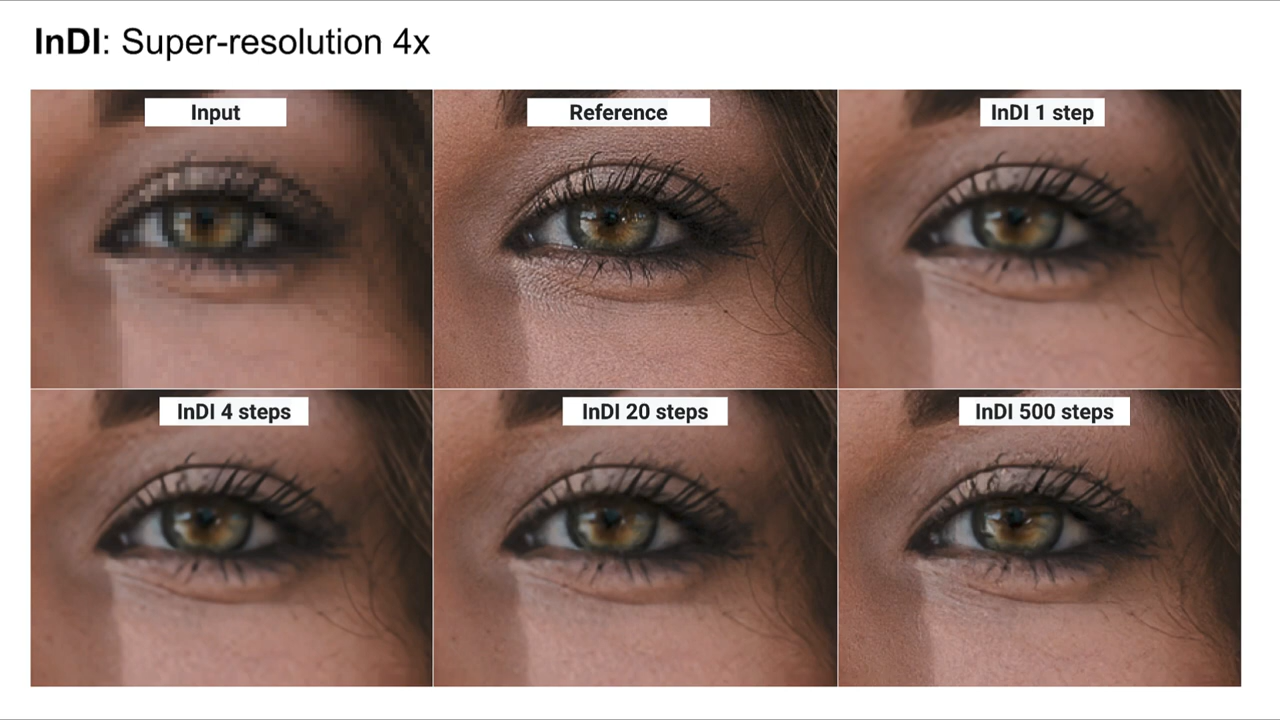 InDI: Super-resolution 4x
Input
Reference
InDI 1 step
InDI 4 steps
InDI 20 steps
InDI 500 steps